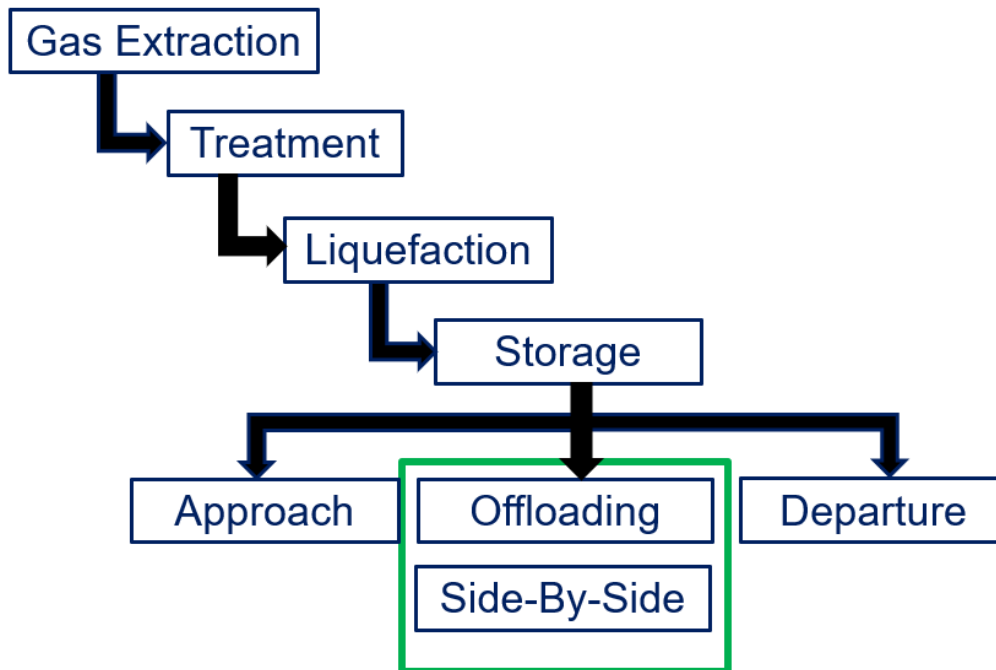 Gas Extraction
Treatment
Liquefaction
Storage
Approach
Offloading
Departure
Side-By-Side